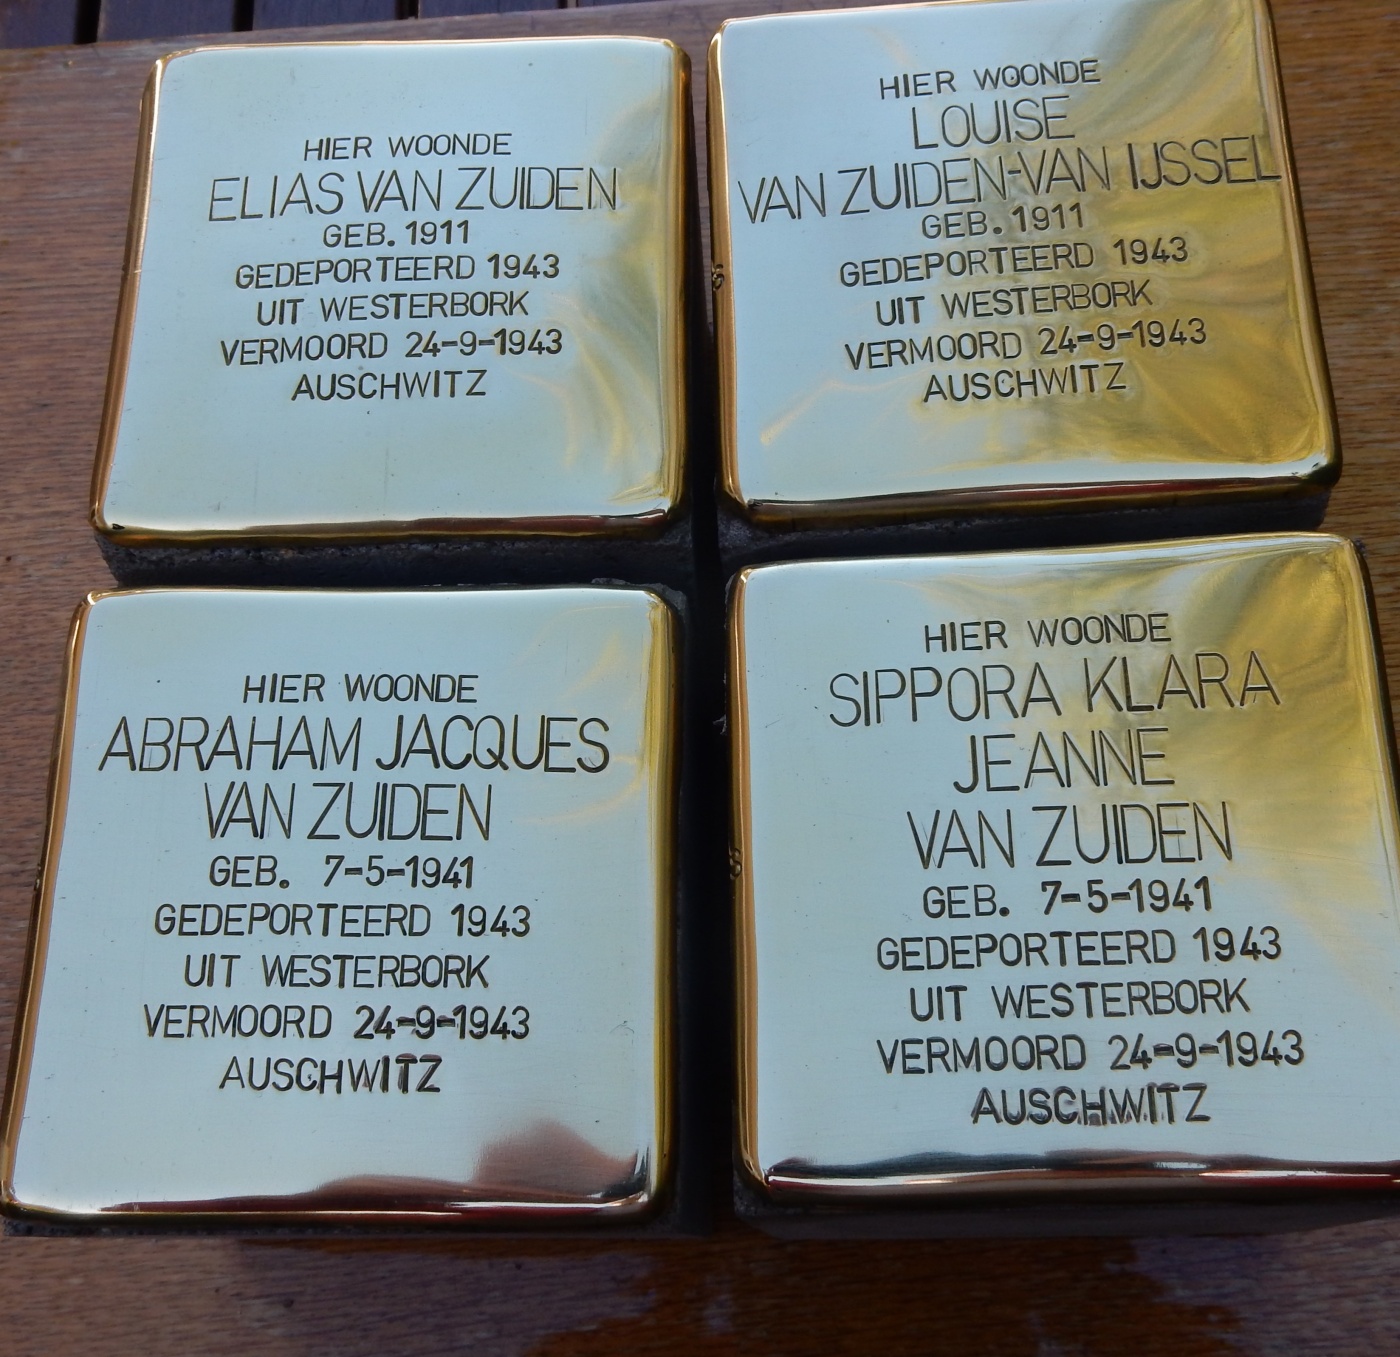 HIER WOONDE
ELIAS VAN ZUIDEN
GEB. 1911
GEDEPORTEERD 1943
UIT WESTERBORK
VERMOORD 24-9-1943
AUSCHWITZ
HIER WOONDE
LOUISE
VAN ZUIDEN-VAN IJSSEL
GEB. 1911
GEDEPORTEERD 1943
UIT WESTERBORK
VERMOORD 24-9-1943
AUSCHWITZ
HIER WOONDE
ABRAHAM JACQUES
VAN ZUIDEN
GEB. 7-5-1941
GEDEPORTEERD 1943
UIT WESTERBORK
VERMOORD 24-9-1943
AUSCHWITZ
HIER WOONDE
SIPPORA KLARA
JEANNE
VAN ZUIDEN
GEB. 7-5-1941
GEDEPORTEERD 1943
UIT WESTERBORK
VERMOORD 24-9-1943
AUSCHWITZ